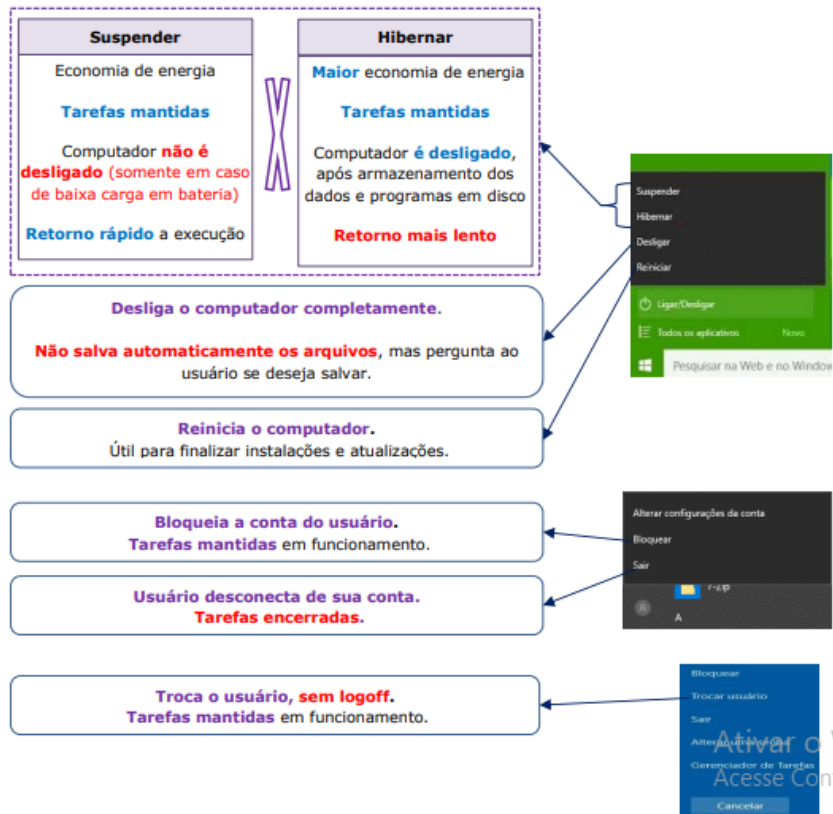 Suspender
Economia de energia
Tarefas mantidas
Computador não é
desligado (somente em caso
de baixa carga em bateria)
Retorno rápido a execução
Hibernar
Maior economia de energia
Tarefas mantidas
Computador é desligado,
após armazenamento dos
dados e programas em disco
Retorno mais lento
Suspender
Hibernar
Desligar
Reiniciar
Ligar/Desligar
Todos os aplicativos Novo
Pesquisar na Web e no Window
Desliga o computador completamente.
Não salva automaticamente os arquivos, mas pergunta ao
usuário se deseja salvar.
Reinicia o computador.
Útil para finalizar instalações e atualizações.
Bloqueia a conta do usuário.
Tarefas mantidas em funcionamento.
Usuário desconecta de sua conta.
Tarefas encerradas.
Alterar configurações da conta
Bloquear
Sair
7-Zip
A
Troca o usuário, sem logoff.
Tarefas mantidas em funcionamento.
Bloquear
Trocar usuário
Sair
Alterar uma senha
Gerenciador de Tarefas
Cancelar
Ativar o
Acesse Con